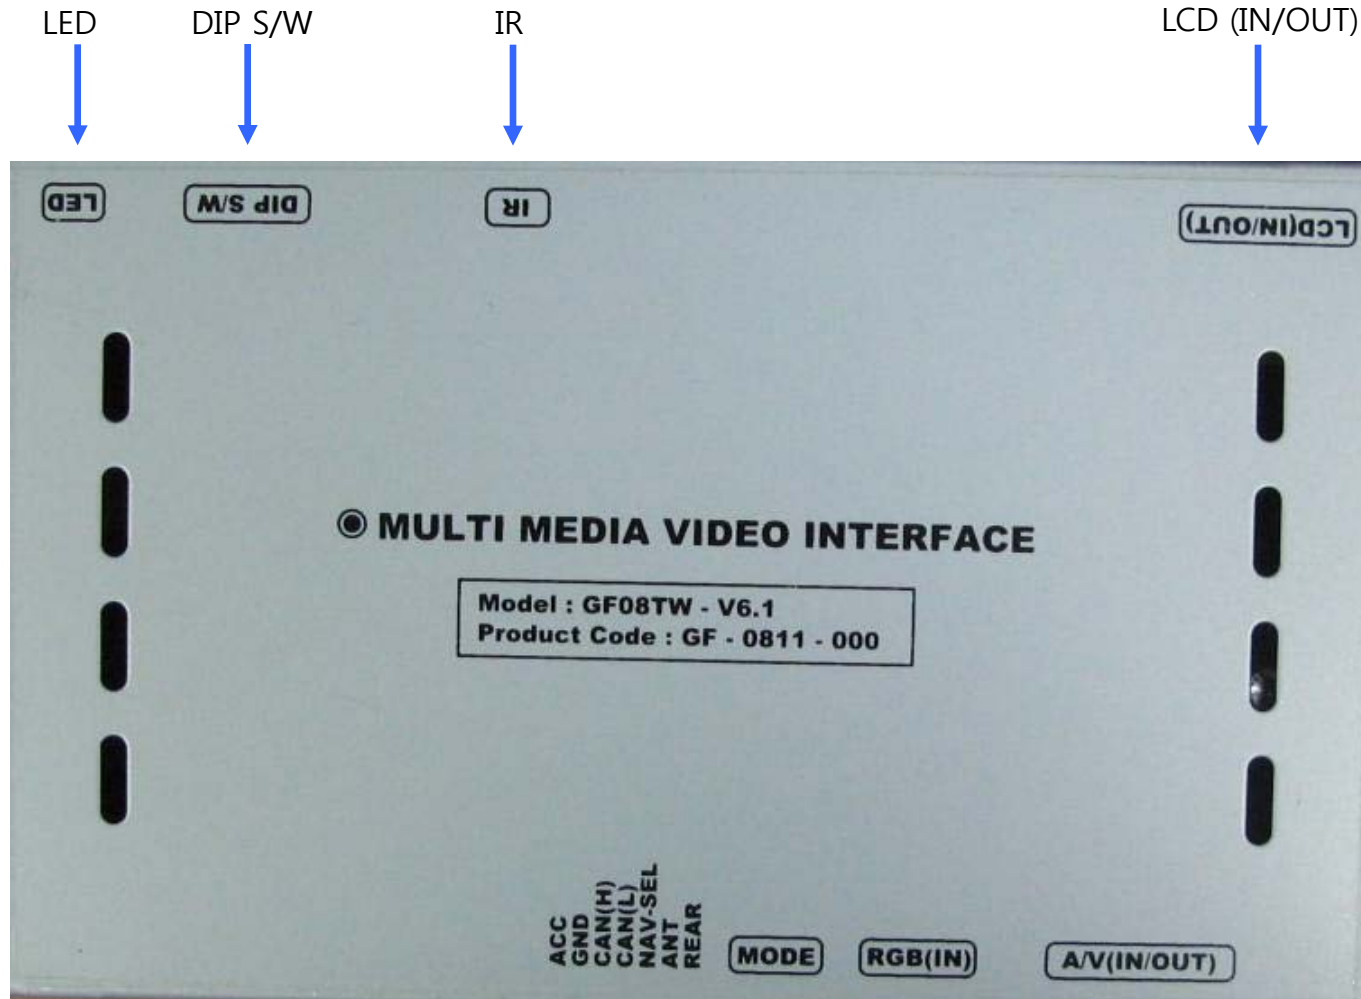 LED DIP S/W IR LCD (IN/OUT)
LED DIP S/W IR LCD(IN/OUT)
MULTI MEDIA VIDEO INTERFACE
Model : GF08TW - V6.1
Product Code : GF - 0811 - 000
ACC
GND
CAN(H)
CAN(L)
NAV-SEL
ANT
REAR
MODE RGB(IN) A/V(IN/OUT)